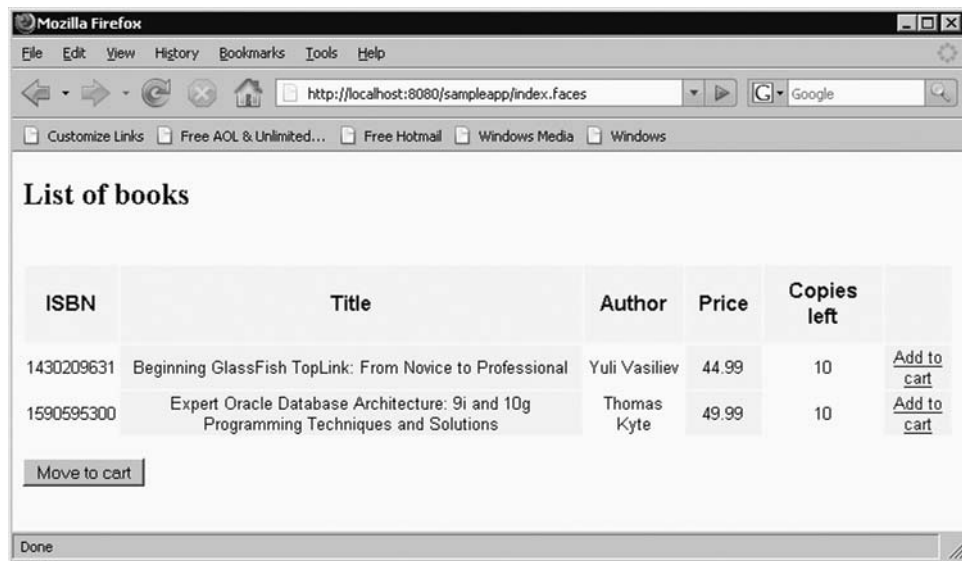 Mozilla Firefox
File Edit View History Bookmarks Tools Help
http://localhost:8080/sampleapp/index.faces G Google
Customize Links Free AOL & Unlimited... Free Hotmail Windows Media Windows
List of books
ISBN Title Author Price Copies left
1430209631 Beginning GlassFish TopLink: From Novice to Professional Yuli Vasiliev 44.99 10 Add to cart
1590595300 Expert Oracle Database Architecture: 9i and 10g Programming Techniques and Solutions Thomas Kyte 49.99 10 Add to cart
Move to cart
Done